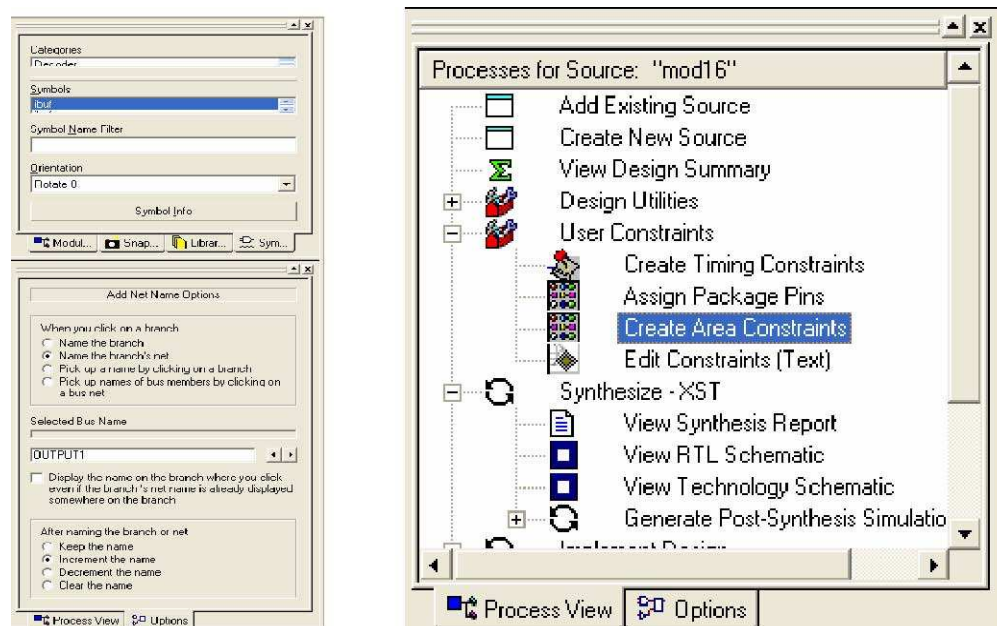 Categories
Decoder
Symbols
ibuf
Symbol Name Filter
Orientation
Rotate 0
Symbol Info
Modul...
Snap...
Librar...
Sym...
Add Net Name Options
When you click on a branch
Name the branch
Name the branch's net
Pick up a name by clicking on a branch
Pick up names of bus members by clicking on
a bus net
Selected Bus Name
OUTPUT1
Display the name on the branch where you click
even if the branch's net name is already displayed
somewhere on the branch
After naming the branch or net
Keep the name
Increment the name
Decrement the name
Clear the name
Process View
Options
Processes for Source: "mod16"
Add Existing Source
Create New Source
View Design Summary
Design Utilities
User Constraints
Create Timing Constraints
Assign Package Pins
Create Area Constraints
Edit Constraints (Text)
Synthesize - XST
View Synthesis Report
View RTL Schematic
View Technology Schematic
Generate Post-Synthesis Simulatio
Implement Design
Process View
Options